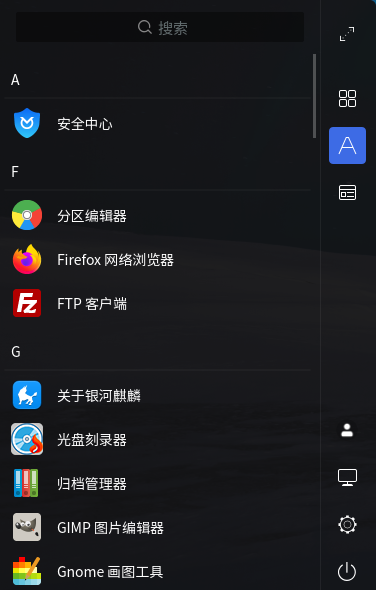 搜索
A
安全中心
F
分区编辑器
Firefox 网络浏览器
FTP 客户端
G
关于银河麒麟
光盘刻录器
归档管理器
GIMP 图片编辑器
Gnome 画图工具